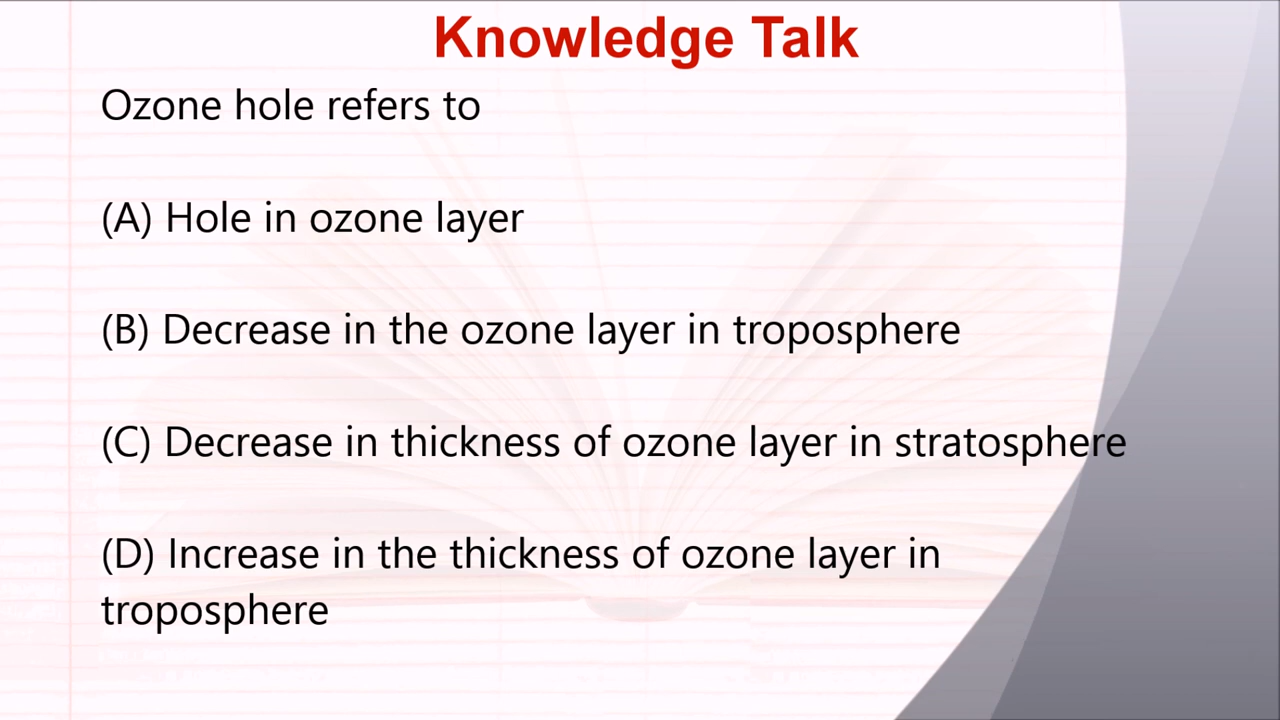 Knowledge Talk
Ozone hole refers to
(A) Hole in ozone layer
(B) Decrease in the ozone layer in troposphere
(C) Decrease in thickness of ozone layer in stratosphere
(D) Increase in the thickness of ozone layer in
troposphere